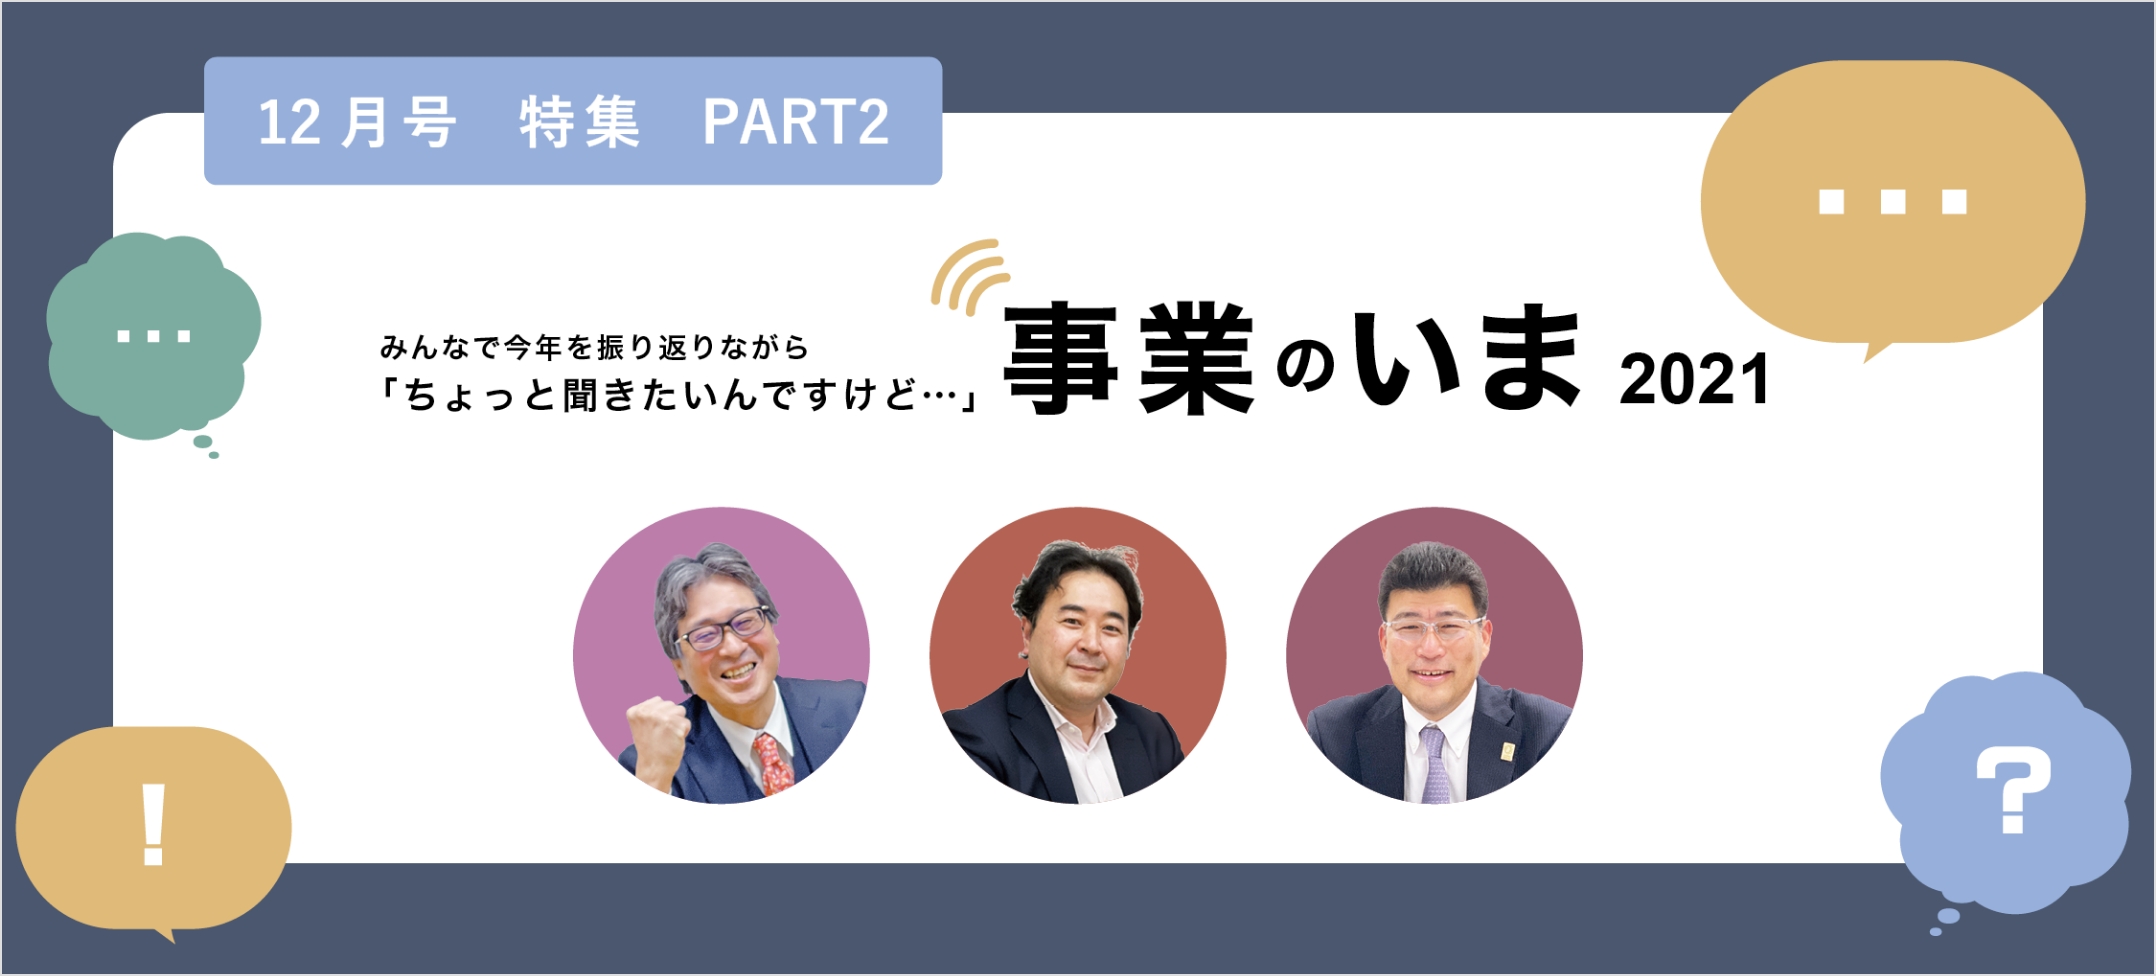 12月号 特集 PART2
みんなで今年を振り返りながら
「ちょっと聞きたいんですけど…」
事業のいま 2021
...
...
!
?